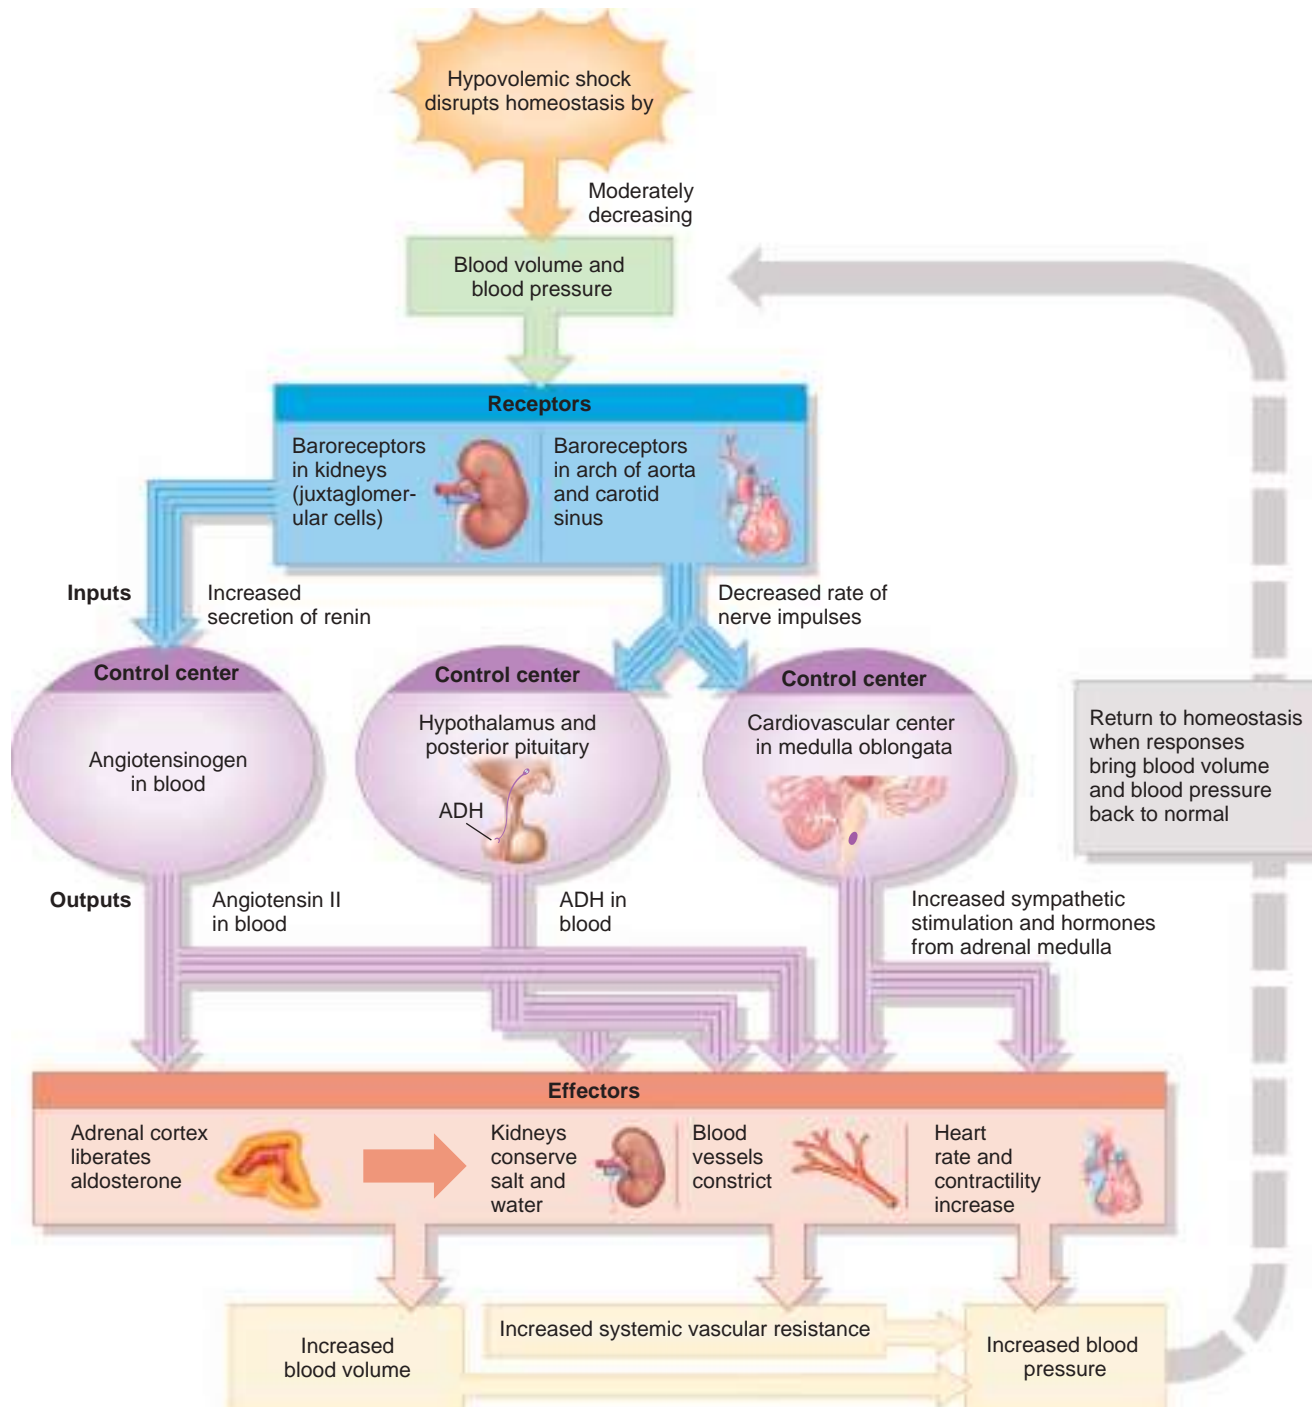 Hypovolemic shock
disrupts homeostasis by
Moderately
decreasing
Blood volume and
blood pressure
Receptors
Baroreceptors
in kidneys
(juxtaglomer-
ular cells)
Baroreceptors
in arch of aorta
and carotid
sinus
Inputs
Increased
secretion of renin
Decreased rate of
nerve impulses
Control center
Angiotensinogen
in blood
Control center
Hypothalamus and
posterior pituitary
ADH
Control center
Cardiovascular center
in medulla oblongata
Return to homeostasis
when responses
bring blood volume
and blood pressure
back to normal
Outputs
Angiotensin II
in blood
ADH in
blood
Increased sympathetic
stimulation and hormones
from adrenal medulla
Effectors
Adrenal cortex
liberates
aldosterone
Kidneys
conserve
salt and
water
Blood
vessels
constrict
Heart
rate and
contractility
increase
Increased
blood volume
Increased systemic vascular resistance
Increased blood
pressure